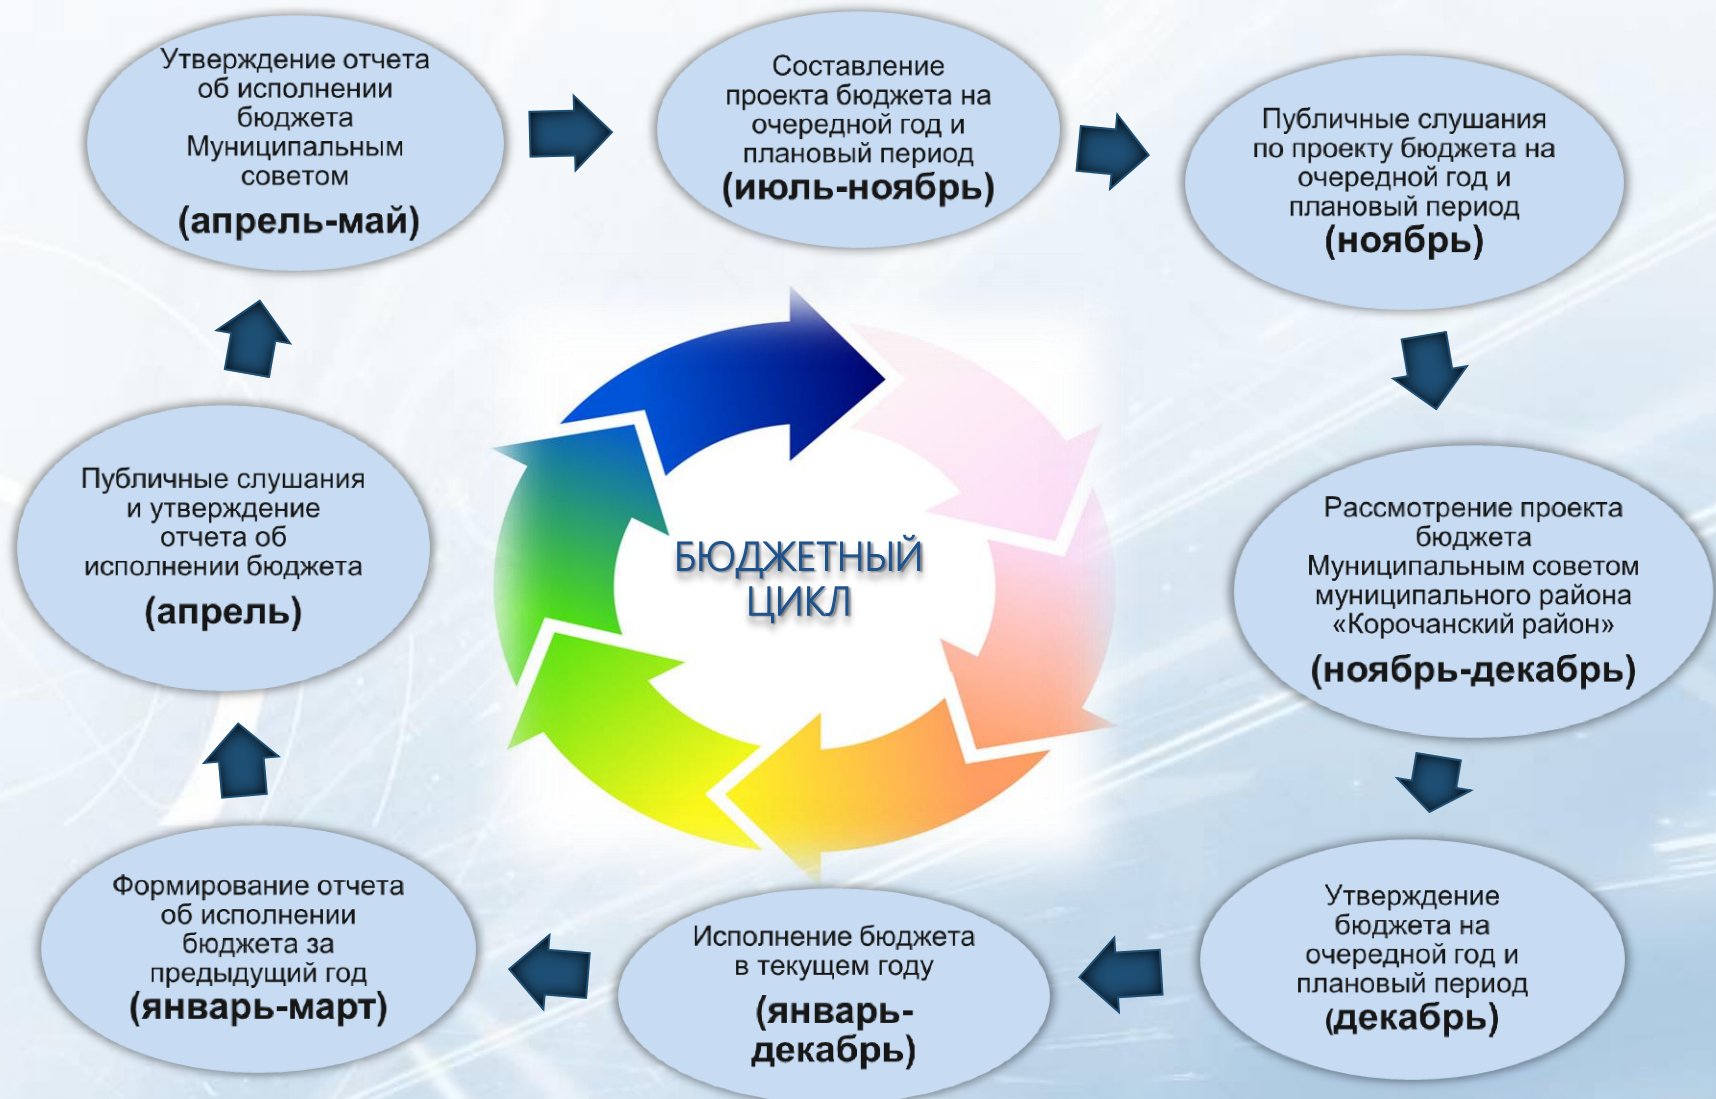 Утверждение отчета
об исполнении
бюджета
Муниципальным
советом
(апрель-май)
Составление
проекта бюджета на
очередной год и
плановый период
(июль-ноябрь)
Публичные слушания
по проекту бюджета на
очередной год и
плановый период
(ноябрь)
Рассмотрение проекта
бюджета
Муниципальным советом
муниципального района
«Корочанский район»
(ноябрь-декабрь)
Утверждение
бюджета на
очередной год и
плановый период
(декабрь)
Исполнение бюджета
в текущем году
(январь-
декабрь)
Формирование отчета
об исполнении
бюджета за
предыдущий год
(январь-март)
Публичные слушания
и утверждение
отчета об
исполнении бюджета
(апрель)
БЮДЖЕТНЫЙ
ЦИКЛ